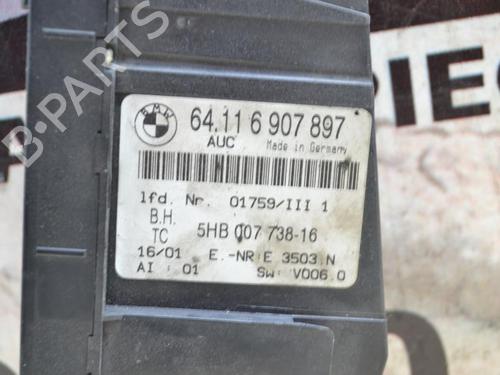 B-PARTS
BMW
64.11 6 907 897
AUC Made in Germany
lfd. Nr. 01759/III 1
B.H.
TC 5HB 007 738-16
16/01 E.-NR:E 3503.N
AI : 01 SW: V006.0